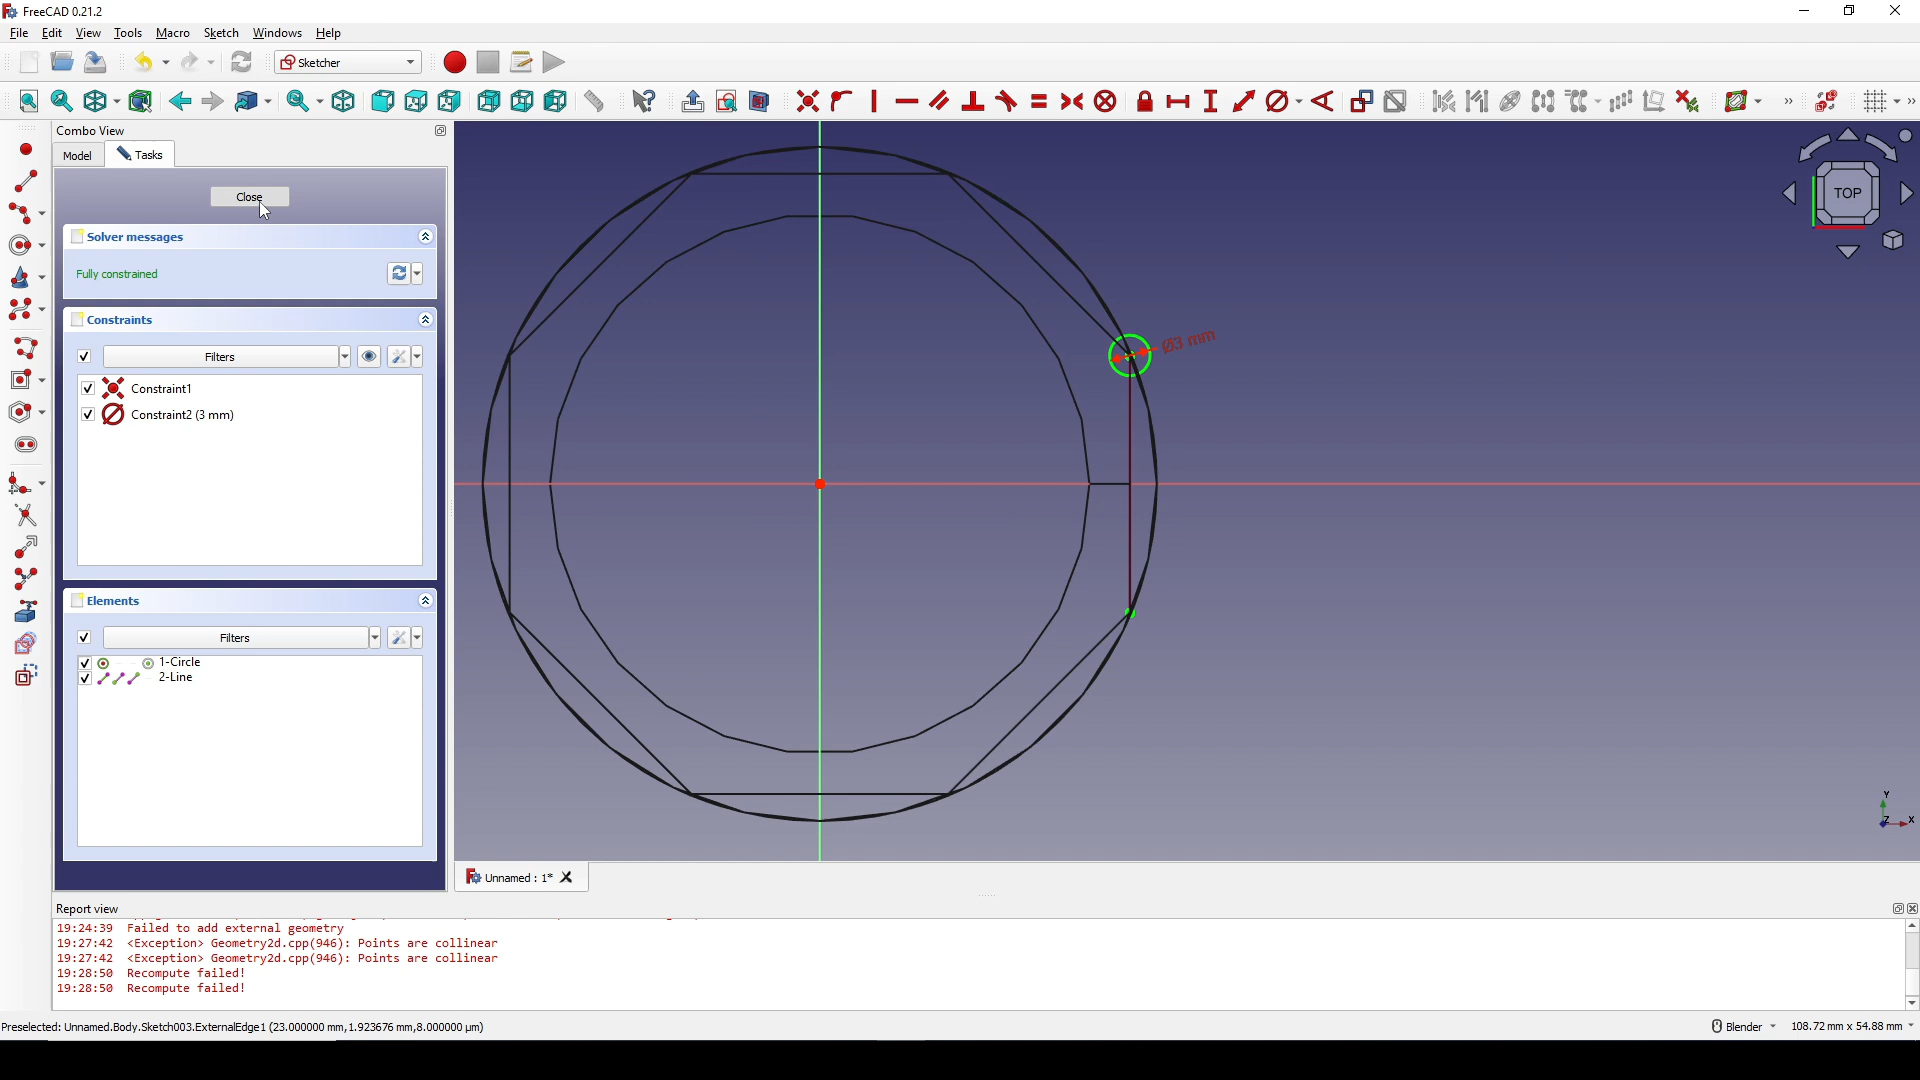 FreeCAD 0.21.2
File Edit View Tools Macro Sketch Windows Help
Sketcher
Combo View
Model Tasks
TOP
Close
Solver messages
Fully constrained
Constraints
Filters
Constraint1
Constraint2 (3 mm)
Ø3 mm
Elements
Filters
1-Circle
2-Line
Y
Z X
Unnamed : 1*
Report view
19:24:39 Failed to add external geometry
19:27:42 <Exception> Geometry2d.cpp(946): Points are collinear
19:27:42 <Exception> Geometry2d.cpp(946): Points are collinear
19:28:50 Recompute failed!
19:28:50 Recompute failed!
Preselected: Unnamed.Body.Sketch003.ExternalEdge1 (23.000000 mm,1.923676 mm,8.000000 µm) Blender 108.72 mm x 54.88 mm